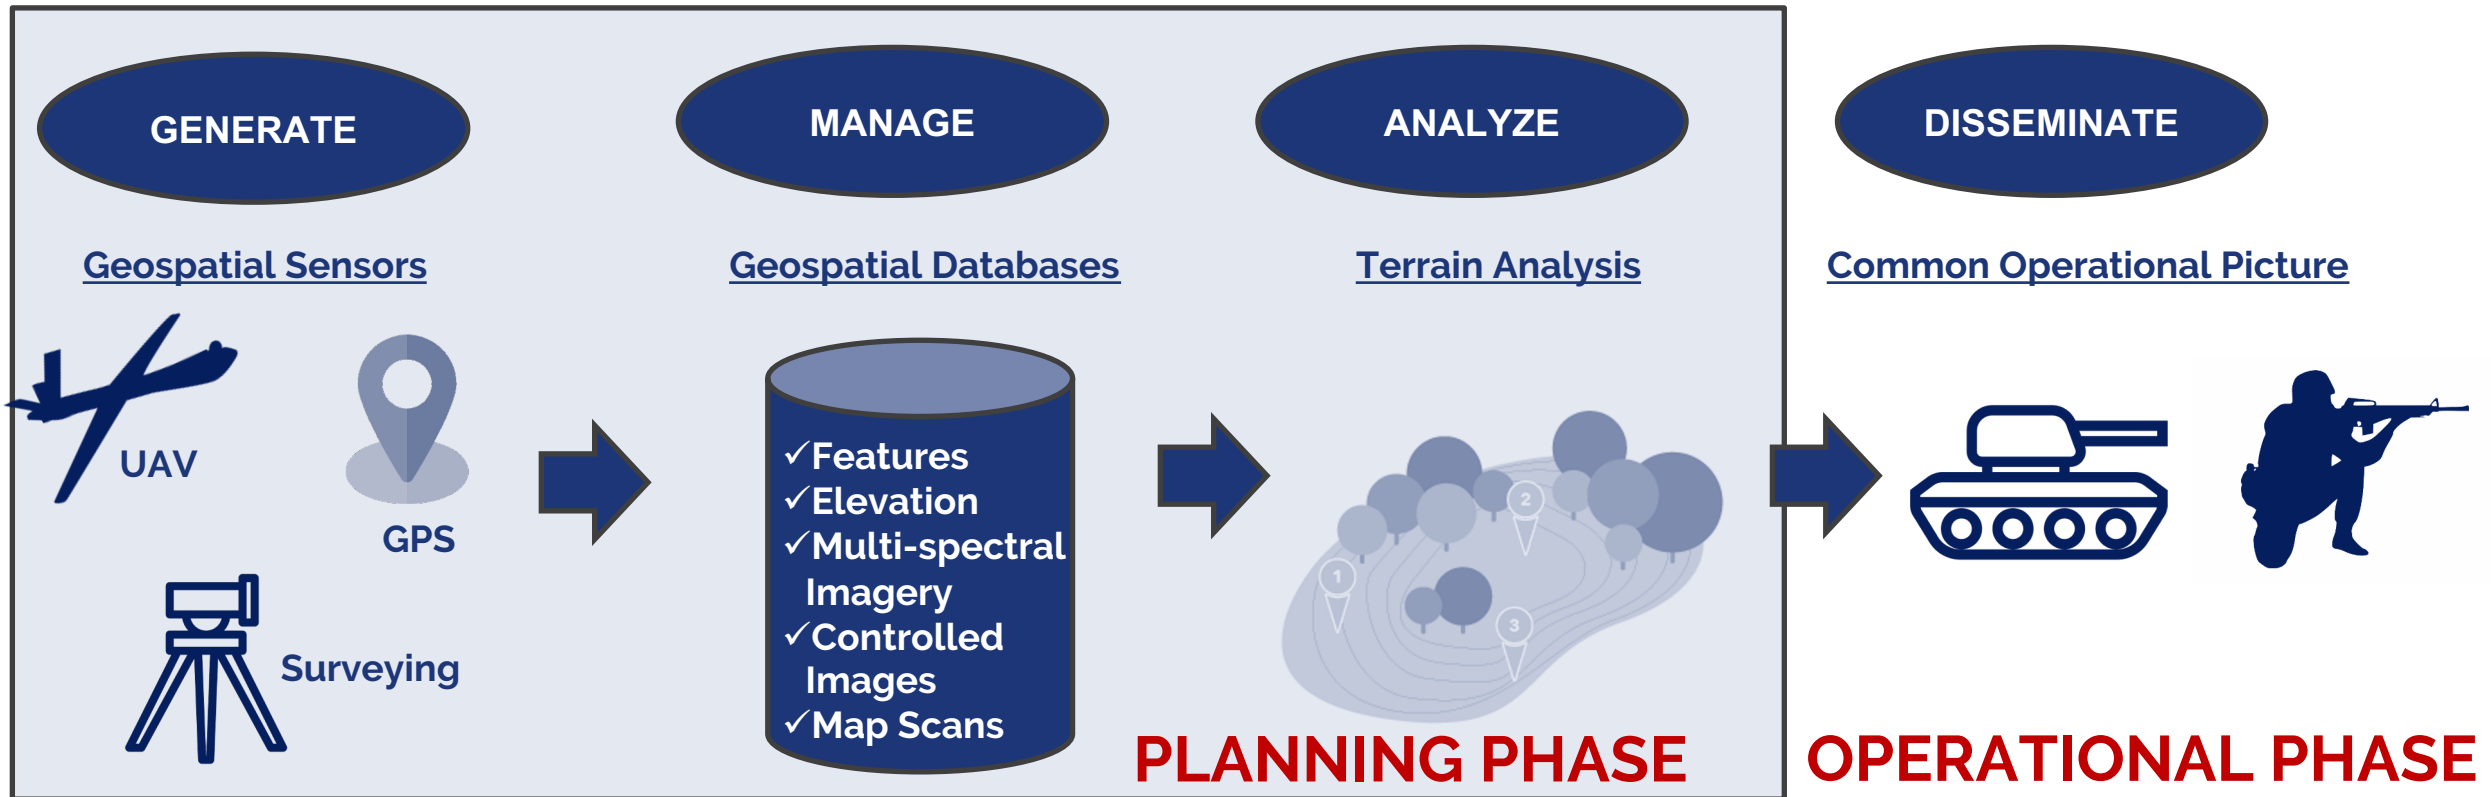 GENERATE
MANAGE
ANALYZE
DISSEMINATE
Geospatial Sensors
Geospatial Databases
Terrain Analysis
Common Operational Picture
UAV
GPS
Surveying
✓Features
✓Elevation
✓Multi-spectral
Imagery
✓Controlled
Images
✓Map Scans
1
2
3
PLANNING PHASE
OPERATIONAL PHASE